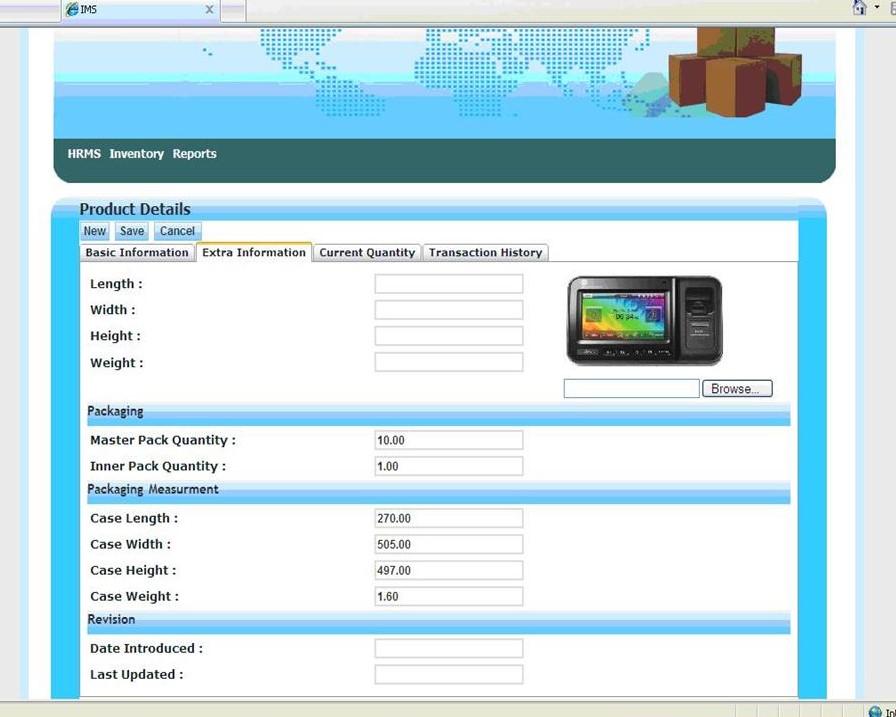 IMS
HRMS Inventory Reports
Product Details
New Save Cancel
Basic Information Extra Information Current Quantity Transaction History
Length :
Width :
Height :
Weight :
Browse...
Packaging
Master Pack Quantity : 10.00
Inner Pack Quantity : 1.00
Packaging Measurment
Case Length : 270.00
Case Width : 505.00
Case Height : 497.00
Case Weight : 1.60
Revision
Date Introduced :
Last Updated :